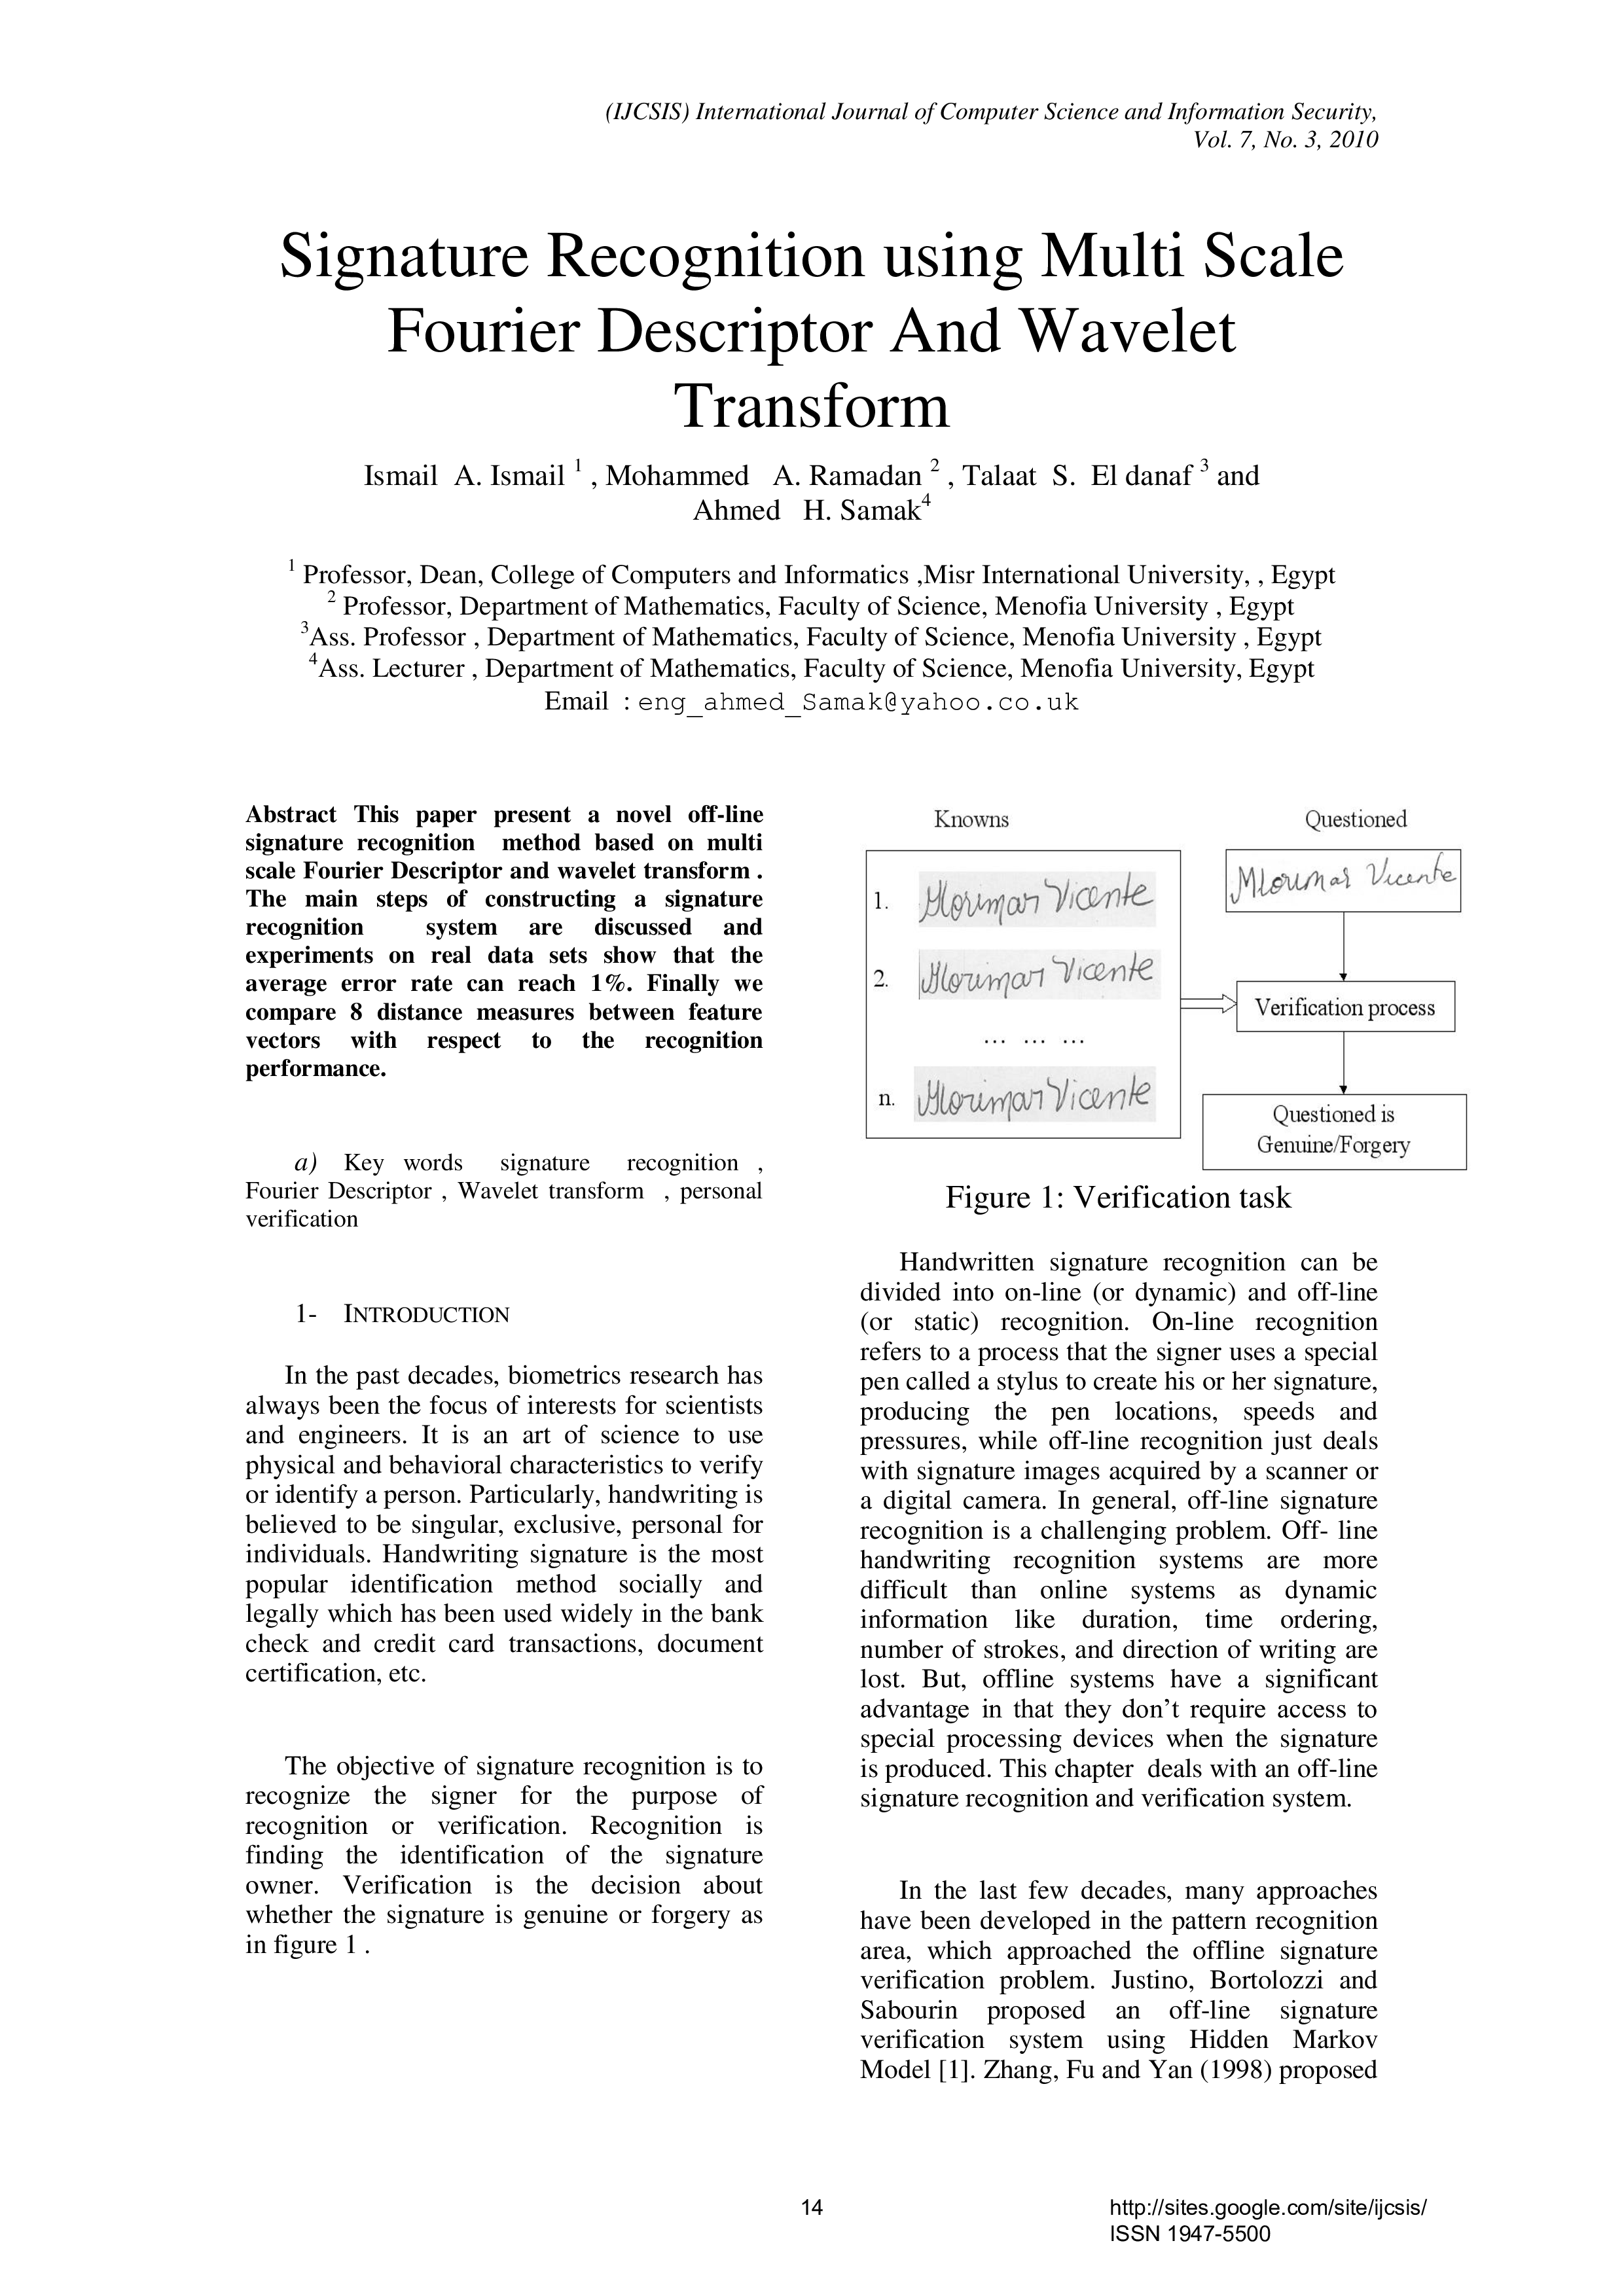 (IJCSIS) International Journal of Computer Science and Information Security,
Vol. 7, No. 3, 2010
Signature Recognition using Multi Scale
Fourier Descriptor And Wavelet
Transform
Ismail A. Ismail 1 , Mohammed A. Ramadan 2 , Talaat S. El danaf 3 and
Ahmed H. Samak4
1 Professor, Dean, College of Computers and Informatics ,Misr International University, , Egypt
2 Professor, Department of Mathematics, Faculty of Science, Menofia University , Egypt
3Ass. Professor , Department of Mathematics, Faculty of Science, Menofia University , Egypt
4Ass. Lecturer , Department of Mathematics, Faculty of Science, Menofia University, Egypt
Email : eng_ahmed_Samak@yahoo.co.uk
Abstract This paper present a novel off-line
signature recognition method based on multi
scale Fourier Descriptor and wavelet transform .
The main steps of constructing a signature
recognition system are discussed and
experiments on real data sets show that the
average error rate can reach 1%. Finally we
compare 8 distance measures between feature
vectors with respect to the recognition
performance.
a) Key words signature recognition ,
Fourier Descriptor , Wavelet transform , personal
verification
1- INTRODUCTION
In the past decades, biometrics research has
always been the focus of interests for scientists
and engineers. It is an art of science to use
physical and behavioral characteristics to verify
or identify a person. Particularly, handwriting is
believed to be singular, exclusive, personal for
individuals. Handwriting signature is the most
popular identification method socially and
legally which has been used widely in the bank
check and credit card transactions, document
certification, etc.
The objective of signature recognition is to
recognize the signer for the purpose of
recognition or verification. Recognition is
finding the identification of the signature
owner. Verification is the decision about
whether the signature is genuine or forgery as
in figure 1 .
Knowns
1. Glorimar Vicente
2. Glorimar Vicente
... ... ...
n. Glorimar Vicente
Questioned
Vicente
Verification process
Questioned is
Genuine/Forgery
Figure 1: Verification task
Handwritten signature recognition can be
divided into on-line (or dynamic) and off-line
(or static) recognition. On-line recognition
refers to a process that the signer uses a special
pen called a stylus to create his or her signature,
producing the pen locations, speeds and
pressures, while off-line recognition just deals
with signature images acquired by a scanner or
a digital camera. In general, off-line signature
recognition is a challenging problem. Off- line
handwriting recognition systems are more
difficult than online systems as dynamic
information like duration, time ordering,
number of strokes, and direction of writing are
lost. But, offline systems have a significant
advantage in that they don’t require access to
special processing devices when the signature
is produced. This chapter deals with an off-line
signature recognition and verification system.
In the last few decades, many approaches
have been developed in the pattern recognition
area, which approached the offline signature
verification problem. Justino, Bortolozzi and
Sabourin proposed an off-line signature
verification system using Hidden Markov
Model [1]. Zhang, Fu and Yan (1998) proposed
14
http://sites.google.com/site/ijcsis/
ISSN 1947-5500